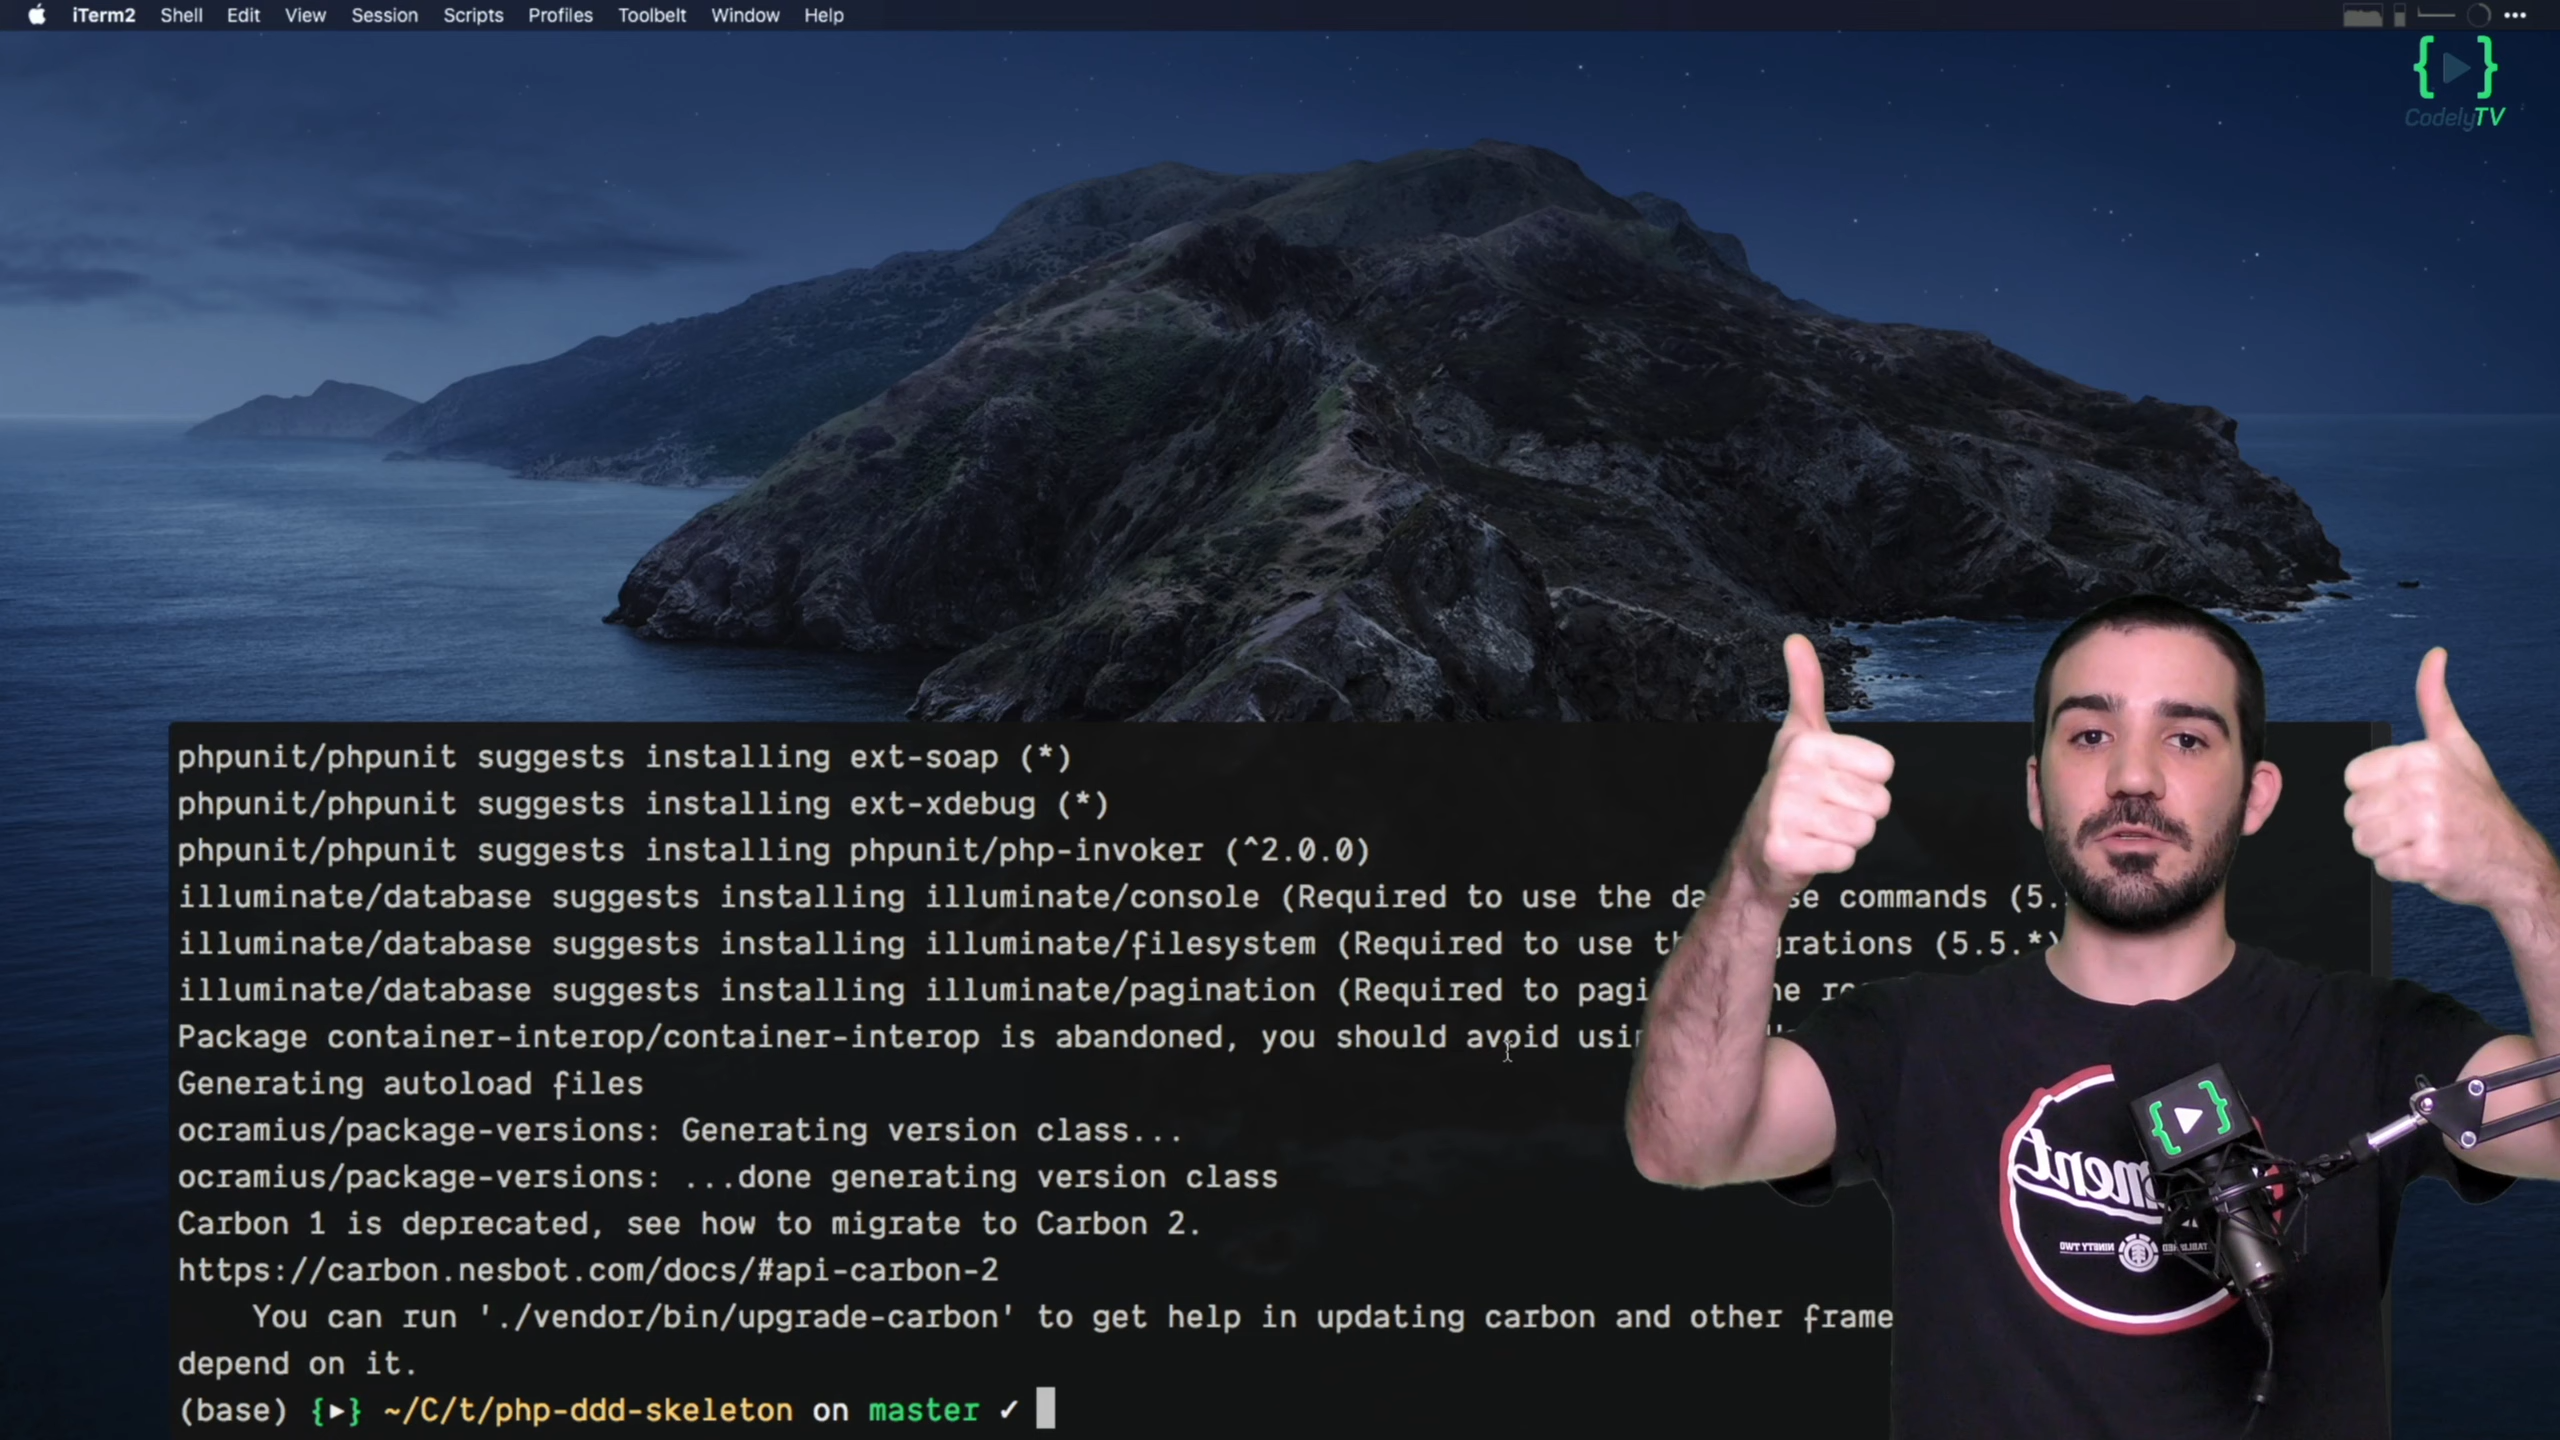 iTerm2 Shell Edit View Session Scripts Profiles Toolbelt Window Help
CodelyTV
phpunit/phpunit suggests installing ext-soap (*)
phpunit/phpunit suggests installing ext-xdebug (*)
phpunit/phpunit suggests installing phpunit/php-invoker (^2.0.0)
illuminate/database suggests installing illuminate/console (Required to use the commands (5.
illuminate/database suggests installing illuminate/filesystem (Required to use (5.5.*)
illuminate/database suggests installing illuminate/pagination (Required to
Package container-interop/container-interop is abandoned, you should avoid
Generating autoload files
ocramius/package-versions: Generating version class...
ocramius/package-versions: ...done generating version class
Carbon 1 is deprecated, see how to migrate to Carbon 2.
https://carbon.nesbot.com/docs/#api-carbon-2
You can run './vendor/bin/upgrade-carbon' to get help in updating carbon and other frame
depend on it.
(base) {▶} ~/C/t/php-ddd-skeleton on master ✓